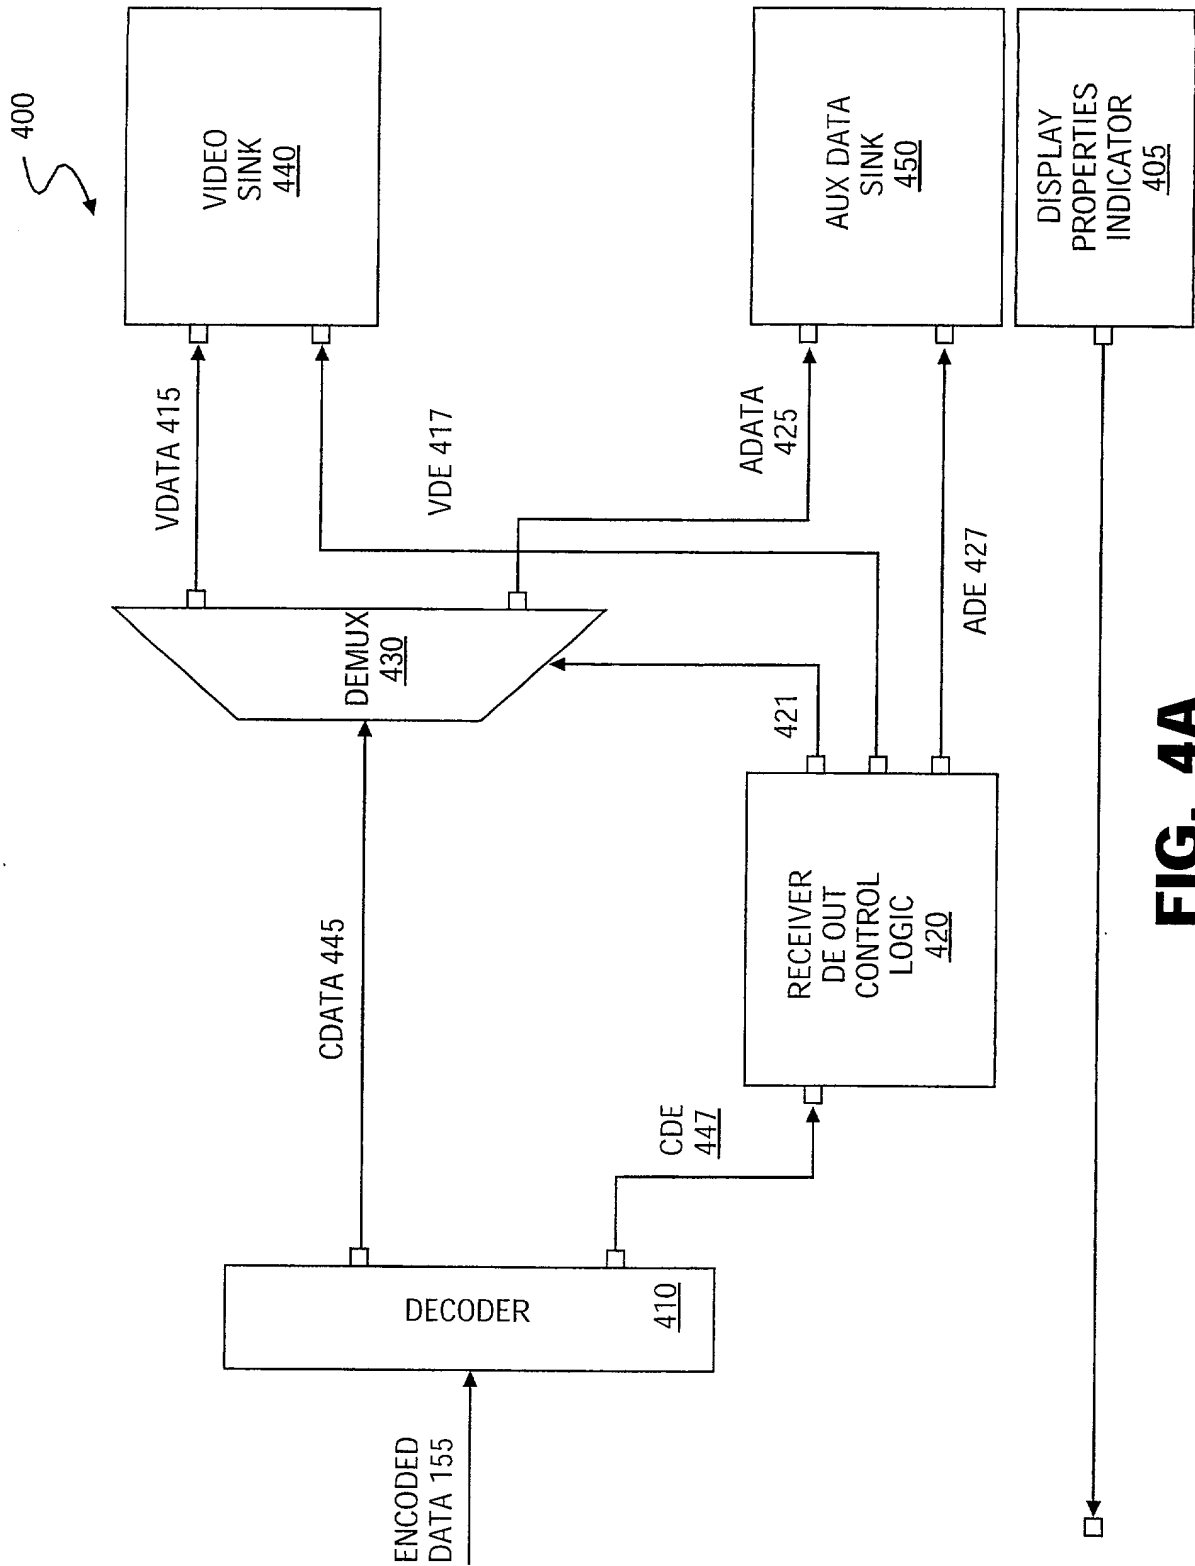 400
VIDEO
SINK
440
VDATA 415
VDE 417
DEMUX
430
CDATA 445
DECODER
410
ENCODED
DATA 155
CDE
447
RECEIVER
DE OUT
CONTROL
LOGIC
420
421
ADATA
425
ADE 427
AUX DATA
SINK
450
DISPLAY
PROPERTIES
INDICATOR
405
FIG. 4A